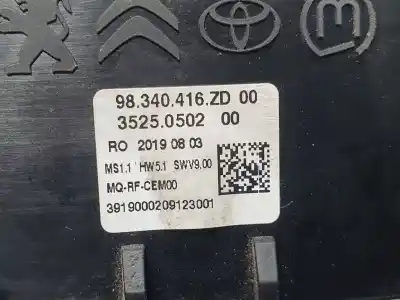 98.340.416.ZD 00
3525.0502 00
RO 2019 08 03
MS1.1 HW5.1 SWV9.00
MQ-RF-CEM00
3919000209123001